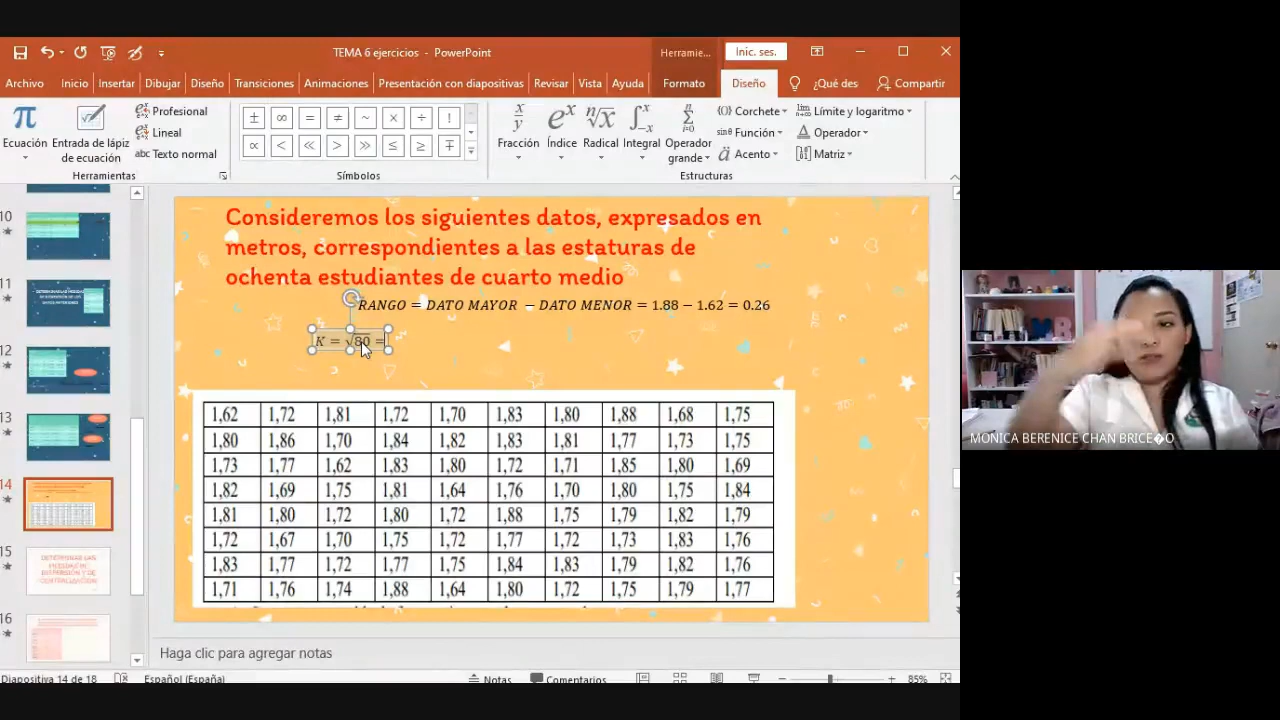 TEMA 6 ejercicios - PowerPoint
Herramie...
Inic. ses.
Archivo Inicio Insertar Dibujar Diseño Transiciones Animaciones Presentación con diapositivas Revisar Vista Ayuda Formato Diseño ¿Qué des Compartir
π Ecuación
Entrada de lápiz de ecuación
Profesional
Lineal
abc Texto normal
± ∞ = ≠ ~ × ÷ !
∝ < ≪ > ≫ ≤ ≥ ∓
Fracción Índice Radical Integral Operador grande
Corchete Límite y logaritmo
Función Operador
Acento Matriz
Herramientas Símbolos Estructuras
Consideremos los siguientes datos, expresados en
metros, correspondientes a las estaturas de
ochenta estudiantes de cuarto medio
RANGO = DATO MAYOR − DATO MENOR = 1.88 − 1.62 = 0.26
K = √80 =
1,62 1,72 1,81 1,72 1,70 1,83 1,80 1,88 1,68 1,75
1,80 1,86 1,70 1,84 1,82 1,83 1,81 1,77 1,73 1,75
1,73 1,77 1,62 1,83 1,80 1,72 1,71 1,85 1,80 1,69
1,82 1,69 1,75 1,81 1,64 1,76 1,70 1,80 1,75 1,84
1,81 1,80 1,72 1,80 1,72 1,88 1,75 1,79 1,82 1,79
1,72 1,67 1,70 1,75 1,72 1,77 1,72 1,73 1,83 1,76
1,83 1,77 1,72 1,77 1,75 1,84 1,83 1,79 1,82 1,76
1,71 1,76 1,74 1,88 1,64 1,80 1,72 1,75 1,79 1,77
10
11
12
13
14
15
16
Haga clic para agregar notas
Diapositiva 14 de 18 Español (España) Notas Comentarios 85%
MONICA BERENICE CHAN BRICE�O